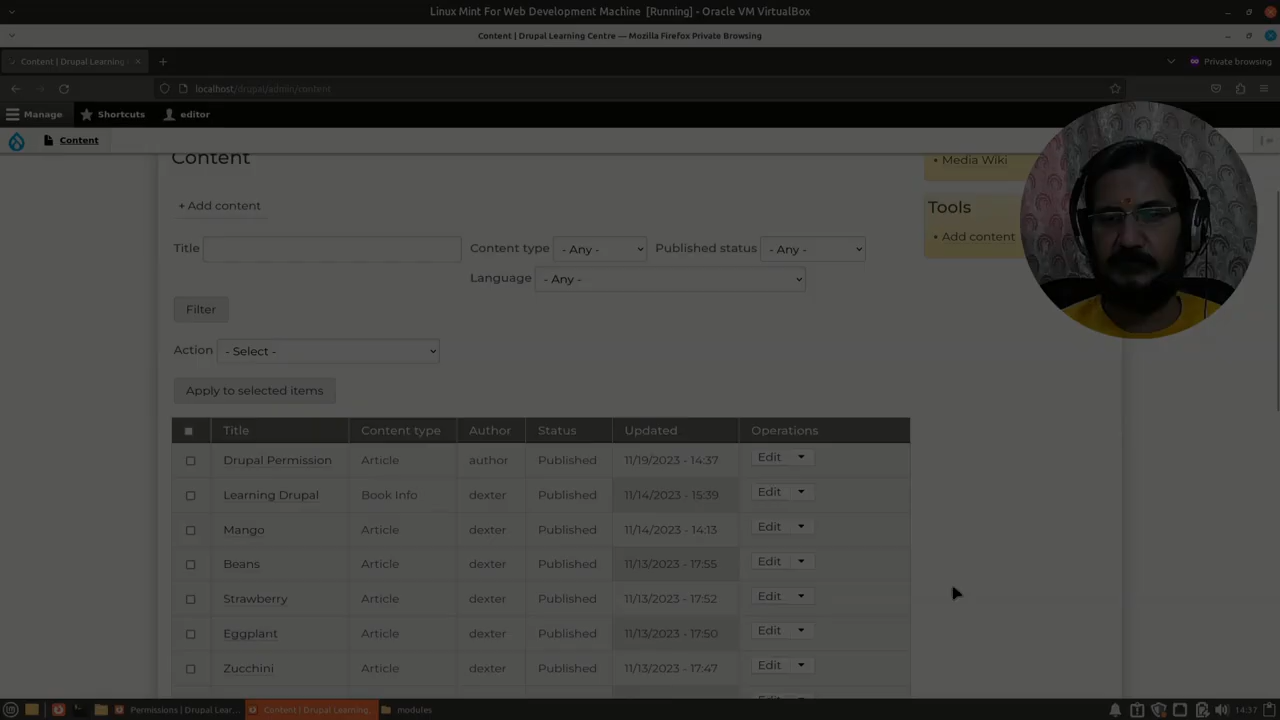 Linux Mint For Web Development Machine [Running] - Oracle VM VirtualBox
Content | Drupal Learning Centre — Mozilla Firefox Private Browsing
Content | Drupal Learning
Private browsing
localhost/drupal/admin/content
Manage Shortcuts editor
Content
Content
• Media Wiki
+ Add content
Tools
• Add content
Title Content type - Any - Published status - Any -
Language - Any -
Filter
Action - Select -
Apply to selected items
Title Content type Author Status Updated Operations
Drupal Permission Article author Published 11/19/2023 - 14:37 Edit
Learning Drupal Book Info dexter Published 11/14/2023 - 15:39 Edit
Mango Article dexter Published 11/14/2023 - 14:13 Edit
Beans Article dexter Published 11/13/2023 - 17:55 Edit
Strawberry Article dexter Published 11/13/2023 - 17:52 Edit
Eggplant Article dexter Published 11/13/2023 - 17:50 Edit
Zucchini Article dexter Published 11/13/2023 - 17:47 Edit
Permissions | Drupal Lear... Content | Drupal Learning... modules 14:37